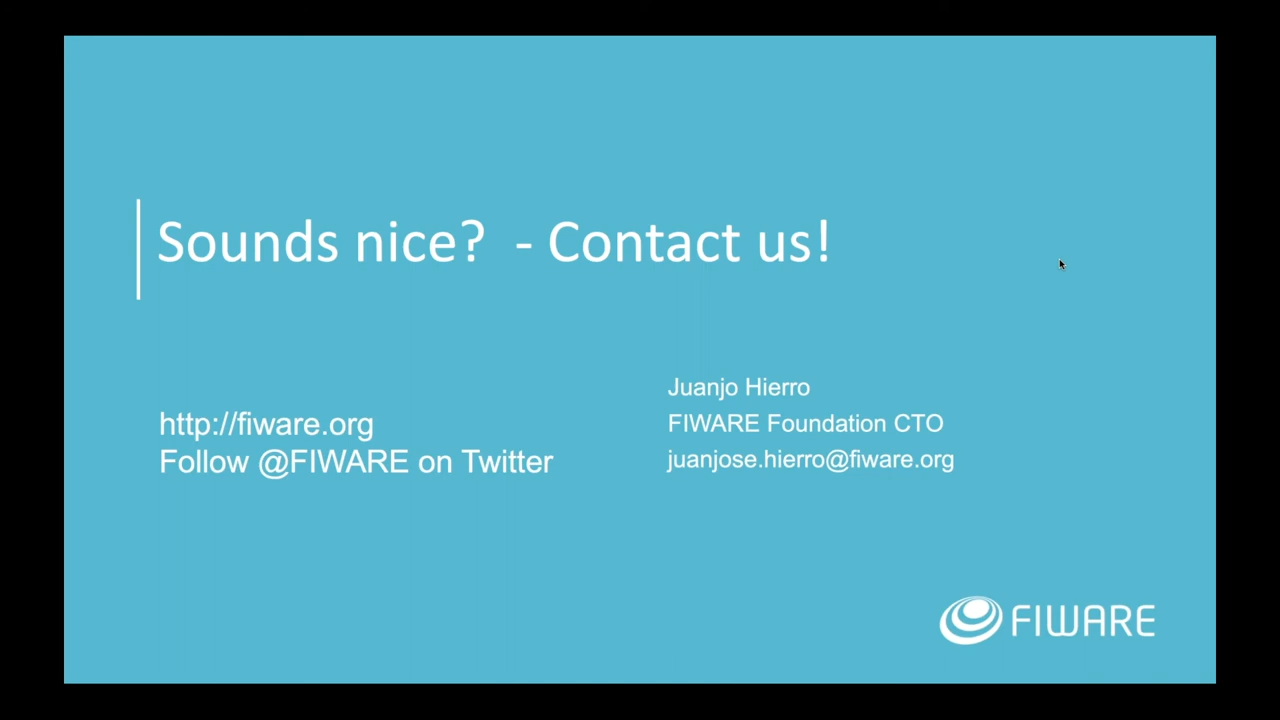 Sounds nice?  - Contact us!
http://fiware.org
Follow @FIWARE on Twitter
Juanjo Hierro
FIWARE Foundation CTO
juanjose.hierro@fiware.org
FIWARE